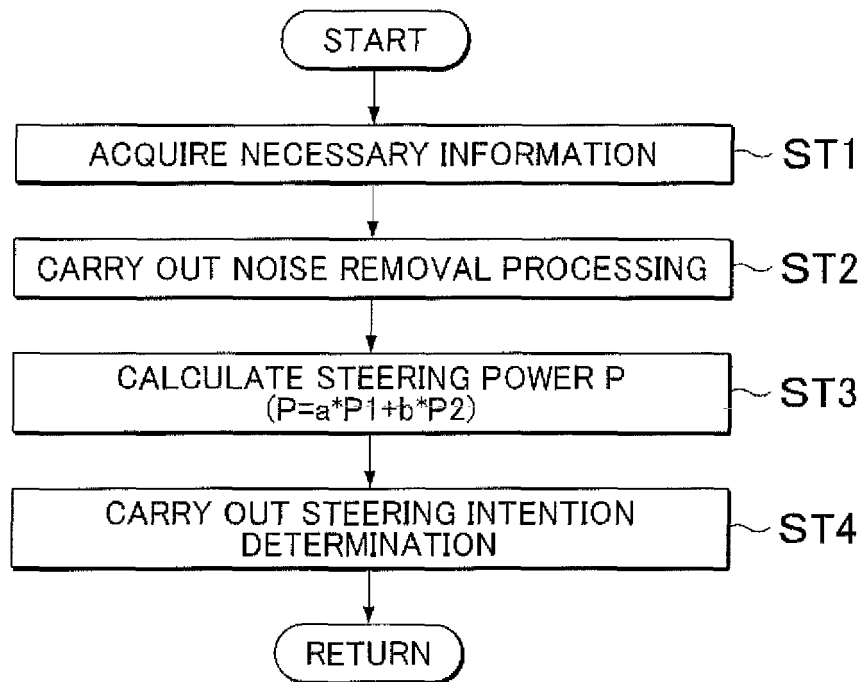 START
ACQUIRE NECESSARY INFORMATION
ST1
CARRY OUT NOISE REMOVAL PROCESSING
ST2
CALCULATE STEERING POWER P
(P=a*P1+b*P2)
ST3
CARRY OUT STEERING INTENTION
DETERMINATION
ST4
RETURN